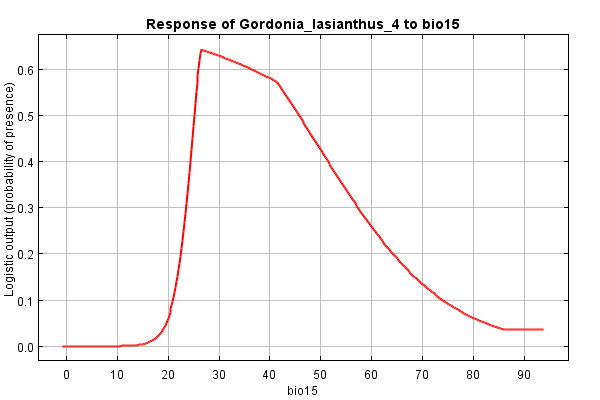 Response of Gordonia_lasianthus_4 to bio15
Logistic output (probability of presence)
0.6
0.5
0.4
0.3
0.2
0.1
0.0
0 10 20 30 40 50 60 70 80 90
bio15